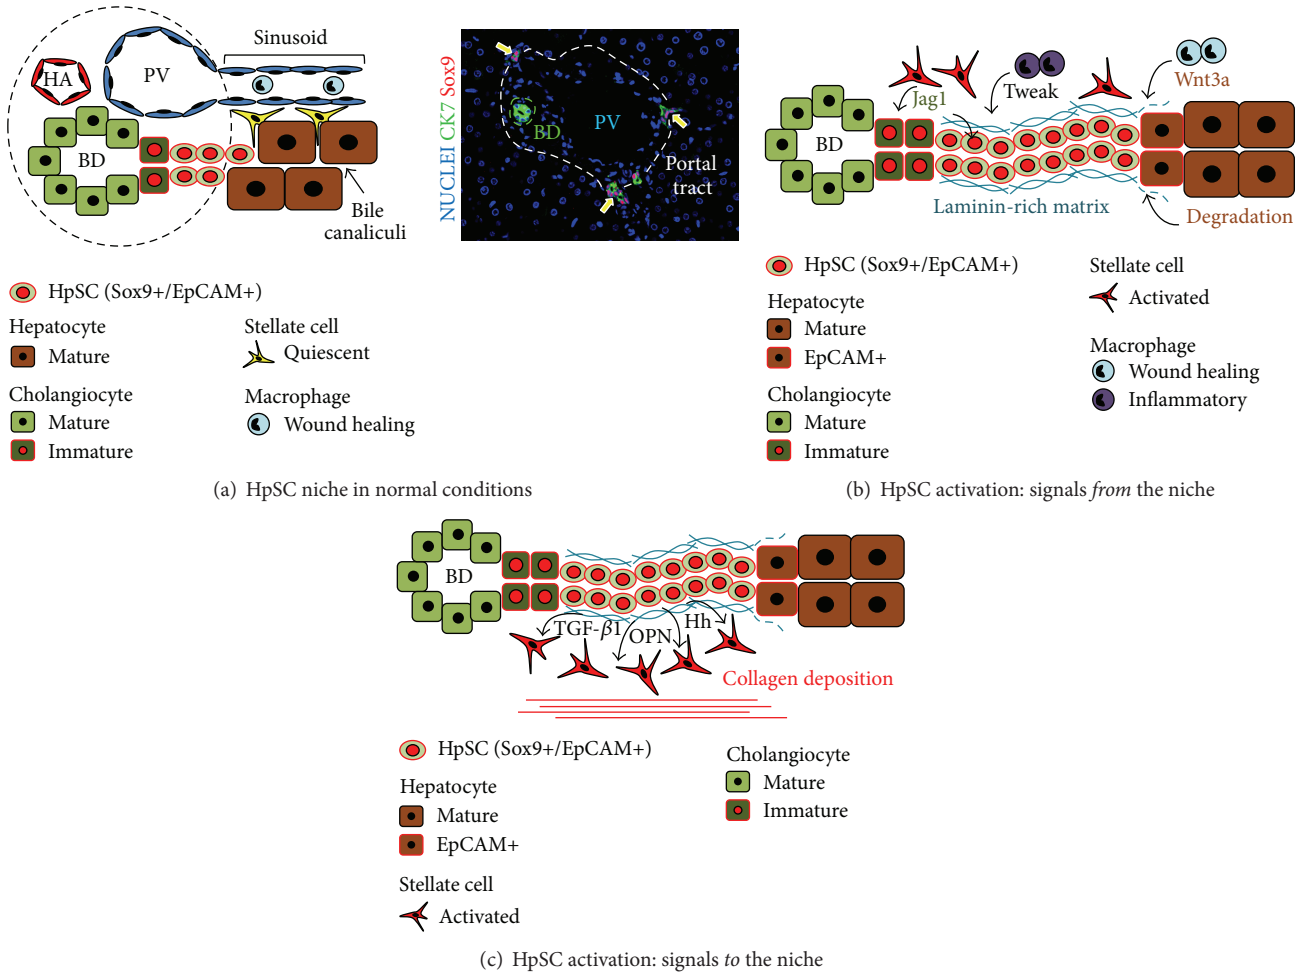 HA
PV
Sinusoid
BD
Bile
canaliculi
NUCLEI CK7 Sox9
BD
PV
Portal
tract
HpSC (Sox9+/EpCAM+)
Hepatocyte
Mature
Cholangiocyte
Mature
Immature
Stellate cell
Quiescent
Macrophage
Wound healing
(a) HpSC niche in normal conditions
Jag1
Tweak
Wnt3a
BD
Laminin-rich matrix
Degradation
HpSC (Sox9+/EpCAM+)
Hepatocyte
Mature
EpCAM+
Cholangiocyte
Mature
Immature
Stellate cell
Activated
Macrophage
Wound healing
Inflammatory
(b) HpSC activation: signals from the niche
BD
TGF-β1
OPN
Hh
Collagen deposition
HpSC (Sox9+/EpCAM+)
Hepatocyte
Mature
EpCAM+
Stellate cell
Activated
Cholangiocyte
Mature
Immature
(c) HpSC activation: signals to the niche